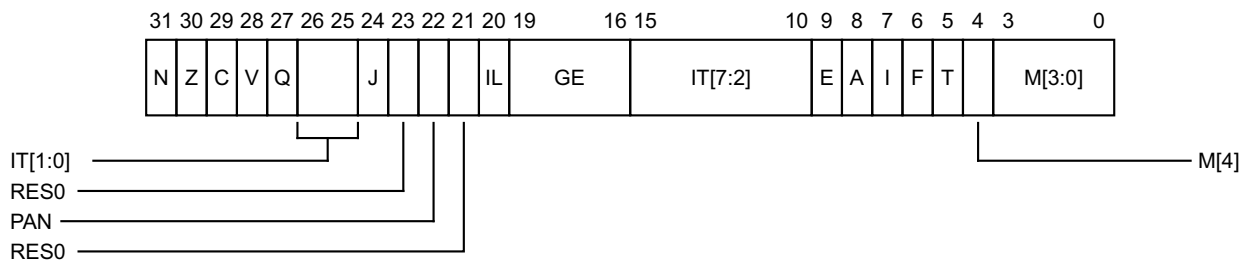 31 30 29 28 27 26 25 24 23 22 21 20 19 16 15 10 9 8 7 6 5 4 3 0
N Z C V Q J IL GE IT[7:2] E A I F T M[3:0]
IT[1:0] M[4]
RES0
PAN
RES0